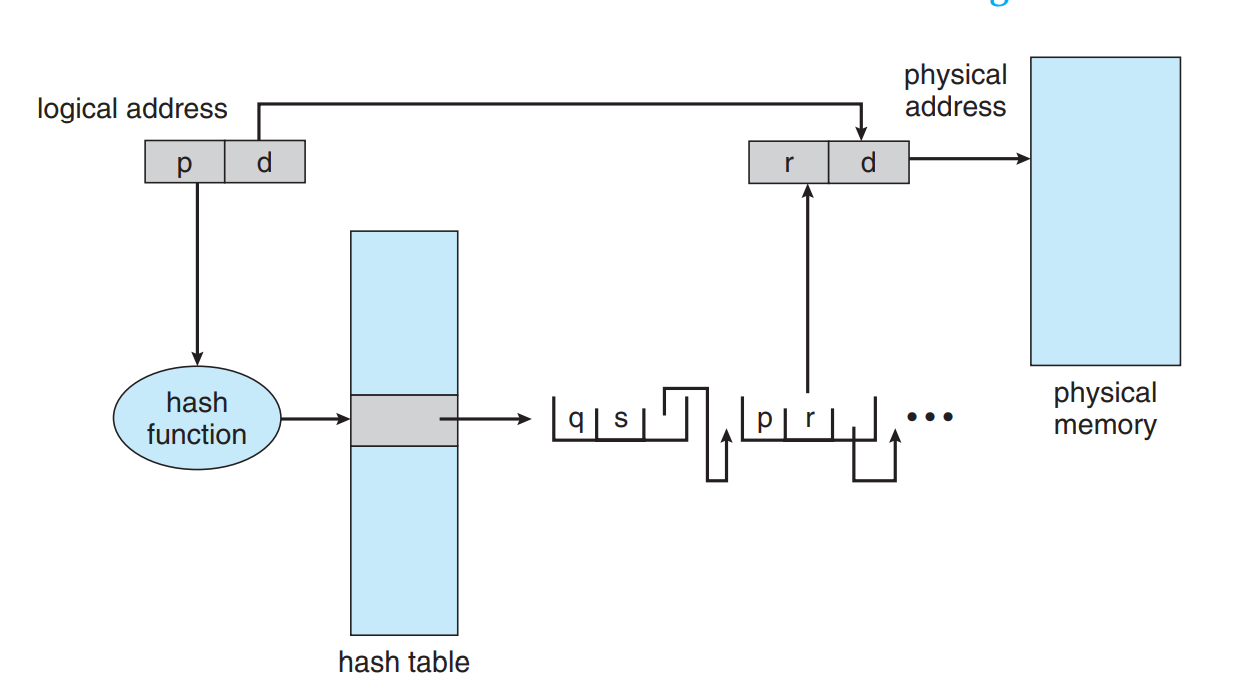 g
physical
address
logical address
p d
r d
hash
function
q s
p r
•••
physical
memory
hash table